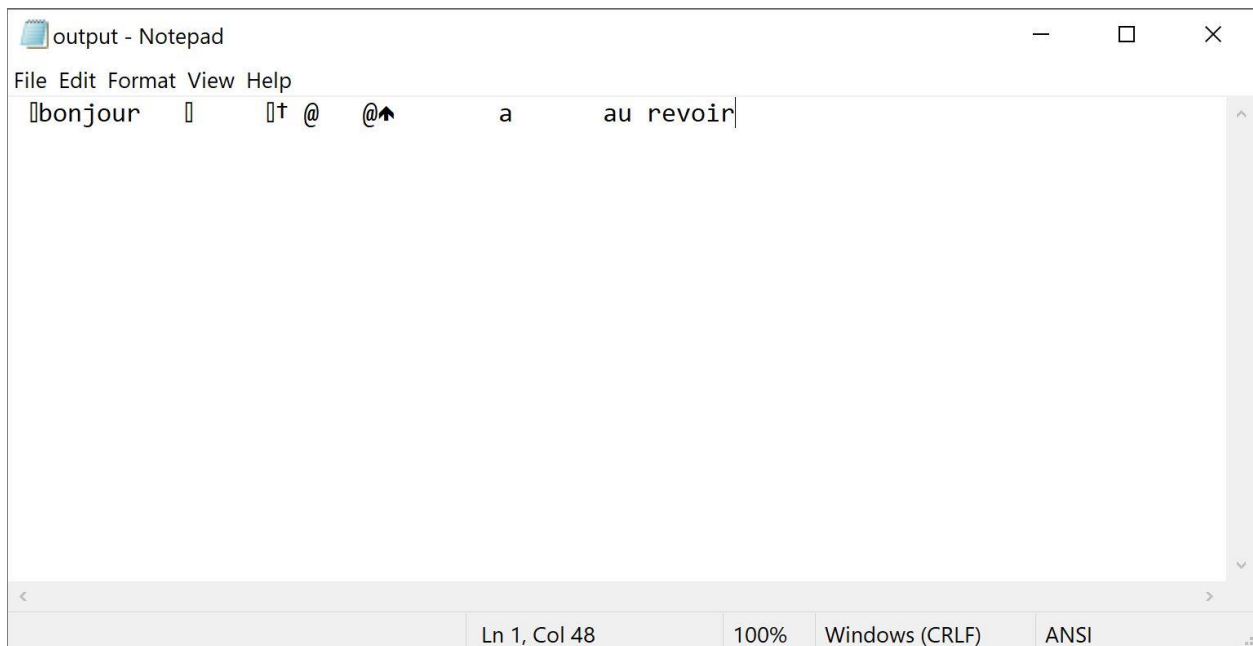 output - Notepad
File Edit Format View Help
▯bonjour ▯ ▯† @ @🡹 a au revoir
Ln 1, Col 48 100% Windows (CRLF) ANSI